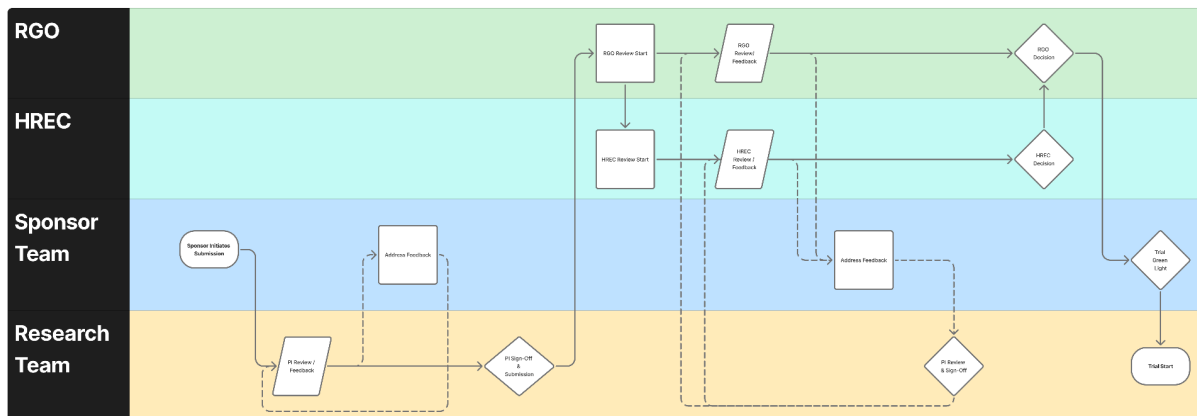 RGO
RGO Review Start
RGO
Review/
Feedback
RGO
Decision
HREC
HREC Review Start
HREC
Review /
Feedback
HREC
Decision
Sponsor
Team
Sponsor Initiates
Submission
Address Feedback
Address Feedback
Trial
Green
Light
Research
Team
PI Review /
Feedback
PI Sign-Off
&
Submission
PI Review
& Sign-Off
Trial Start